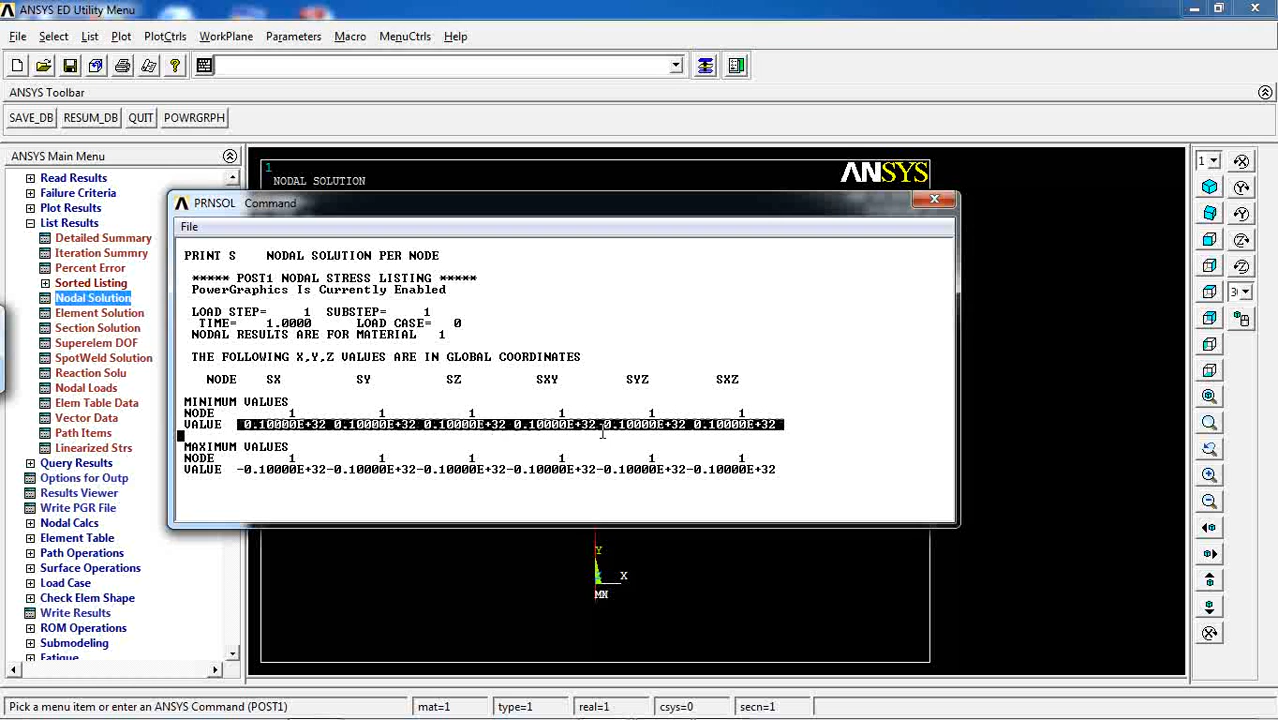 ANSYS ED Utility Menu
File Select List Plot PlotCtrls WorkPlane Parameters Macro MenuCtrls Help
ANSYS Toolbar
SAVE_DB RESUM_DB QUIT POWRGRPH
ANSYS Main Menu
Read Results
Failure Criteria
Plot Results
List Results
Detailed Summary
Iteration Summry
Percent Error
Sorted Listing
Nodal Solution
Element Solution
Section Solution
Superelem DOF
SpotWeld Solution
Reaction Solu
Nodal Loads
Elem Table Data
Vector Data
Path Items
Linearized Strs
Query Results
Options for Outp
Results Viewer
Write PGR File
Nodal Calcs
Element Table
Path Operations
Surface Operations
Load Case
Check Elem Shape
Write Results
ROM Operations
Submodeling
Fatigue
1
NODAL SOLUTION
ANSYS
PRNSOL Command
File
PRINT S NODAL SOLUTION PER NODE
***** POST1 NODAL STRESS LISTING *****
PowerGraphics Is Currently Enabled
LOAD STEP= 1 SUBSTEP= 1
TIME= 1.0000 LOAD CASE= 0
NODAL RESULTS ARE FOR MATERIAL 1
THE FOLLOWING X,Y,Z VALUES ARE IN GLOBAL COORDINATES
NODE SX SY SZ SXY SYZ SXZ
MINIMUM VALUES
NODE 1 1 1 1 1 1
VALUE 0.10000E+32 0.10000E+32 0.10000E+32 0.10000E+32 0.10000E+32 0.10000E+32
MAXIMUM VALUES
NODE 1 1 1 1 1 1
VALUE -0.10000E+32-0.10000E+32-0.10000E+32-0.10000E+32-0.10000E+32-0.10000E+32
Y
X
MN
1
3
Pick a menu item or enter an ANSYS Command (POST1) mat=1 type=1 real=1 csys=0 secn=1